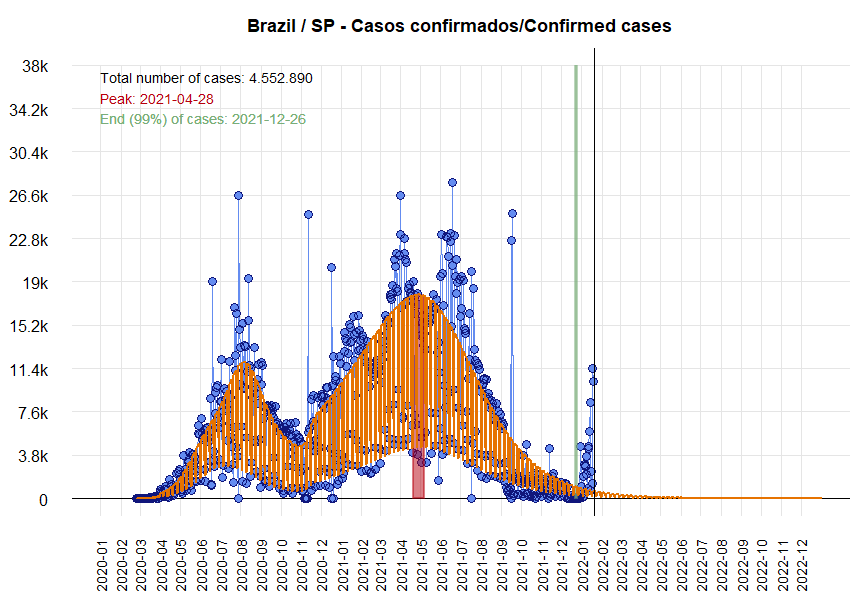 Brazil / SP - Casos confirmados/Confirmed cases
38k
Total number of cases: 4.552.890
Peak: 2021-04-28
End (99%) of cases: 2021-12-26
34.2k
30.4k
26.6k
22.8k
19k
15.2k
11.4k
7.6k
3.8k
0
2020-01
2020-02
2020-03
2020-04
2020-05
2020-06
2020-07
2020-08
2020-09
2020-10
2020-11
2020-12
2021-01
2021-02
2021-03
2021-04
2021-05
2021-06
2021-07
2021-08
2021-09
2021-10
2021-11
2021-12
2022-01
2022-02
2022-03
2022-04
2022-05
2022-06
2022-07
2022-08
2022-09
2022-10
2022-11
2022-12